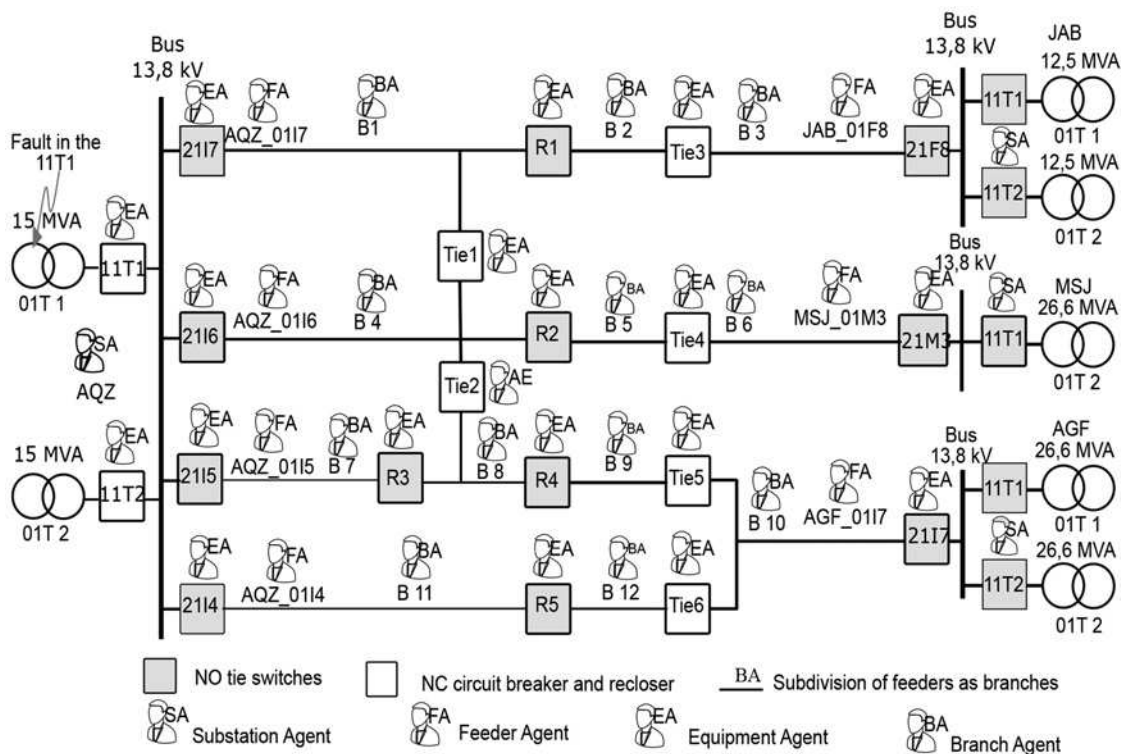 Bus
13,8 kV
Bus
13,8 kV
JAB
12,5 MVA
EA
FA
BA
EA
BA
EA
BA
FA
EA
11T1
AQZ_01I7
B1
B 2
B 3
JAB_01F8
01T 1
Fault in the
11T1
21I7
R1
Tie3
21F8
SA
12,5 MVA
11T2
15 MVA
EA
01T 2
11T1
Tie1
EA
Bus
13,8 kV
01T 1
EA
FA
BA
EA
BA
BA
FA
EA
SA
MSJ
EA
AQZ_01I6
B 4
B 5
B 6
MSJ_01M3
26,6 MVA
21I6
R2
Tie4
21M3
11T1
SA
AQZ
01T 2
Tie2
AE
15 MVA
EA
EA
FA
BA
EA
BA
EA
BA
EA
Bus
13,8 kV
AGF
26,6 MVA
AQZ_01I5
B 7
B 8
B 9
11T2
21I5
R3
R4
Tie5
BA
FA
EA
11T1
01T 2
B 10
AGF_01I7
01T 1
21I7
SA
26,6 MVA
EA
FA
BA
EA
BA
EA
AQZ_01I4
B 11
B 12
11T2
21I4
R5
Tie6
01T 2
NO tie switches
NC circuit breaker and recloser
BA
Subdivision of feeders as branches
SA
Substation Agent
FA
Feeder Agent
EA
Equipment Agent
BA
Branch Agent